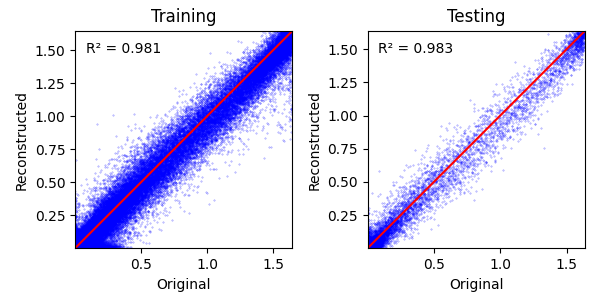 Training
R² = 0.981
Reconstructed
1.50
1.25
1.00
0.75
0.50
0.25
0.5
1.0
1.5
Original
Testing
R² = 0.983
Reconstructed
1.50
1.25
1.00
0.75
0.50
0.25
0.5
1.0
1.5
Original